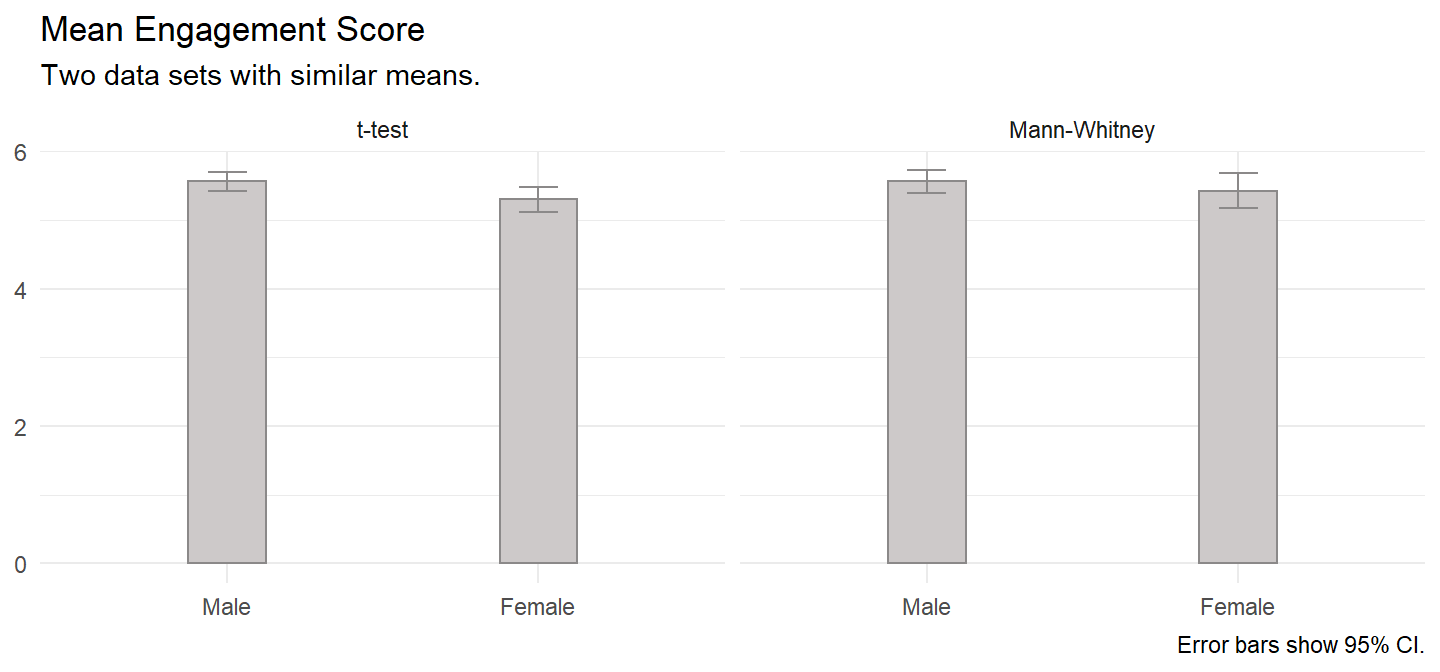 Mean Engagement Score
Two data sets with similar means.
t-test
Mann-Whitney
6
4
2
0
Male
Female
Male
Female
Error bars show 95% CI.